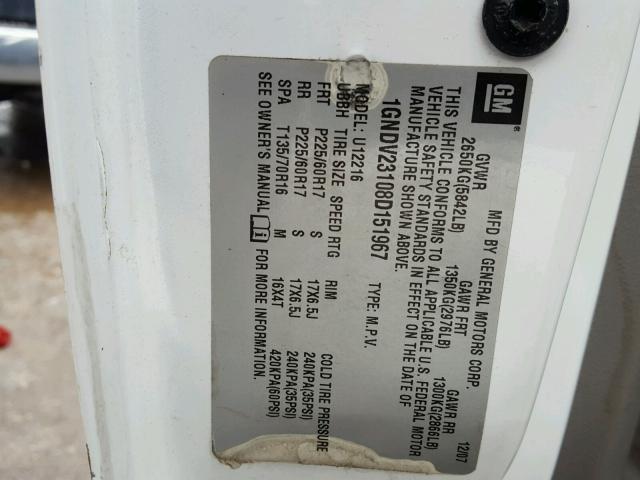 GM
MFD BY GENERAL MOTORS CORP. 12/07
GVWR GAWR FRT GAWR RR
2650KG(5842LB) 1350KG(2976LB) 1300KG(2866LB)
THIS VEHICLE CONFORMS TO ALL APPLICABLE U.S. FEDERAL MOTOR
VEHICLE SAFETY STANDARDS IN EFFECT ON THE DATE OF
MANUFACTURE SHOWN ABOVE.
1GNDV23108D151967 TYPE: M.P.V.
MODEL: U12216
UBBH TIRE SIZE SPEED RTG RIM COLD TIRE PRESSURE
FRT P225/60R17 S 17X6.5J 240KPA(35PSI)
RR P225/60R17 S 17X6.5J 240KPA(35PSI)
SPA T135/70R16 M 16X4T 420KPA(60PSI)
SEE OWNER'S MANUAL FOR MORE INFORMATION.